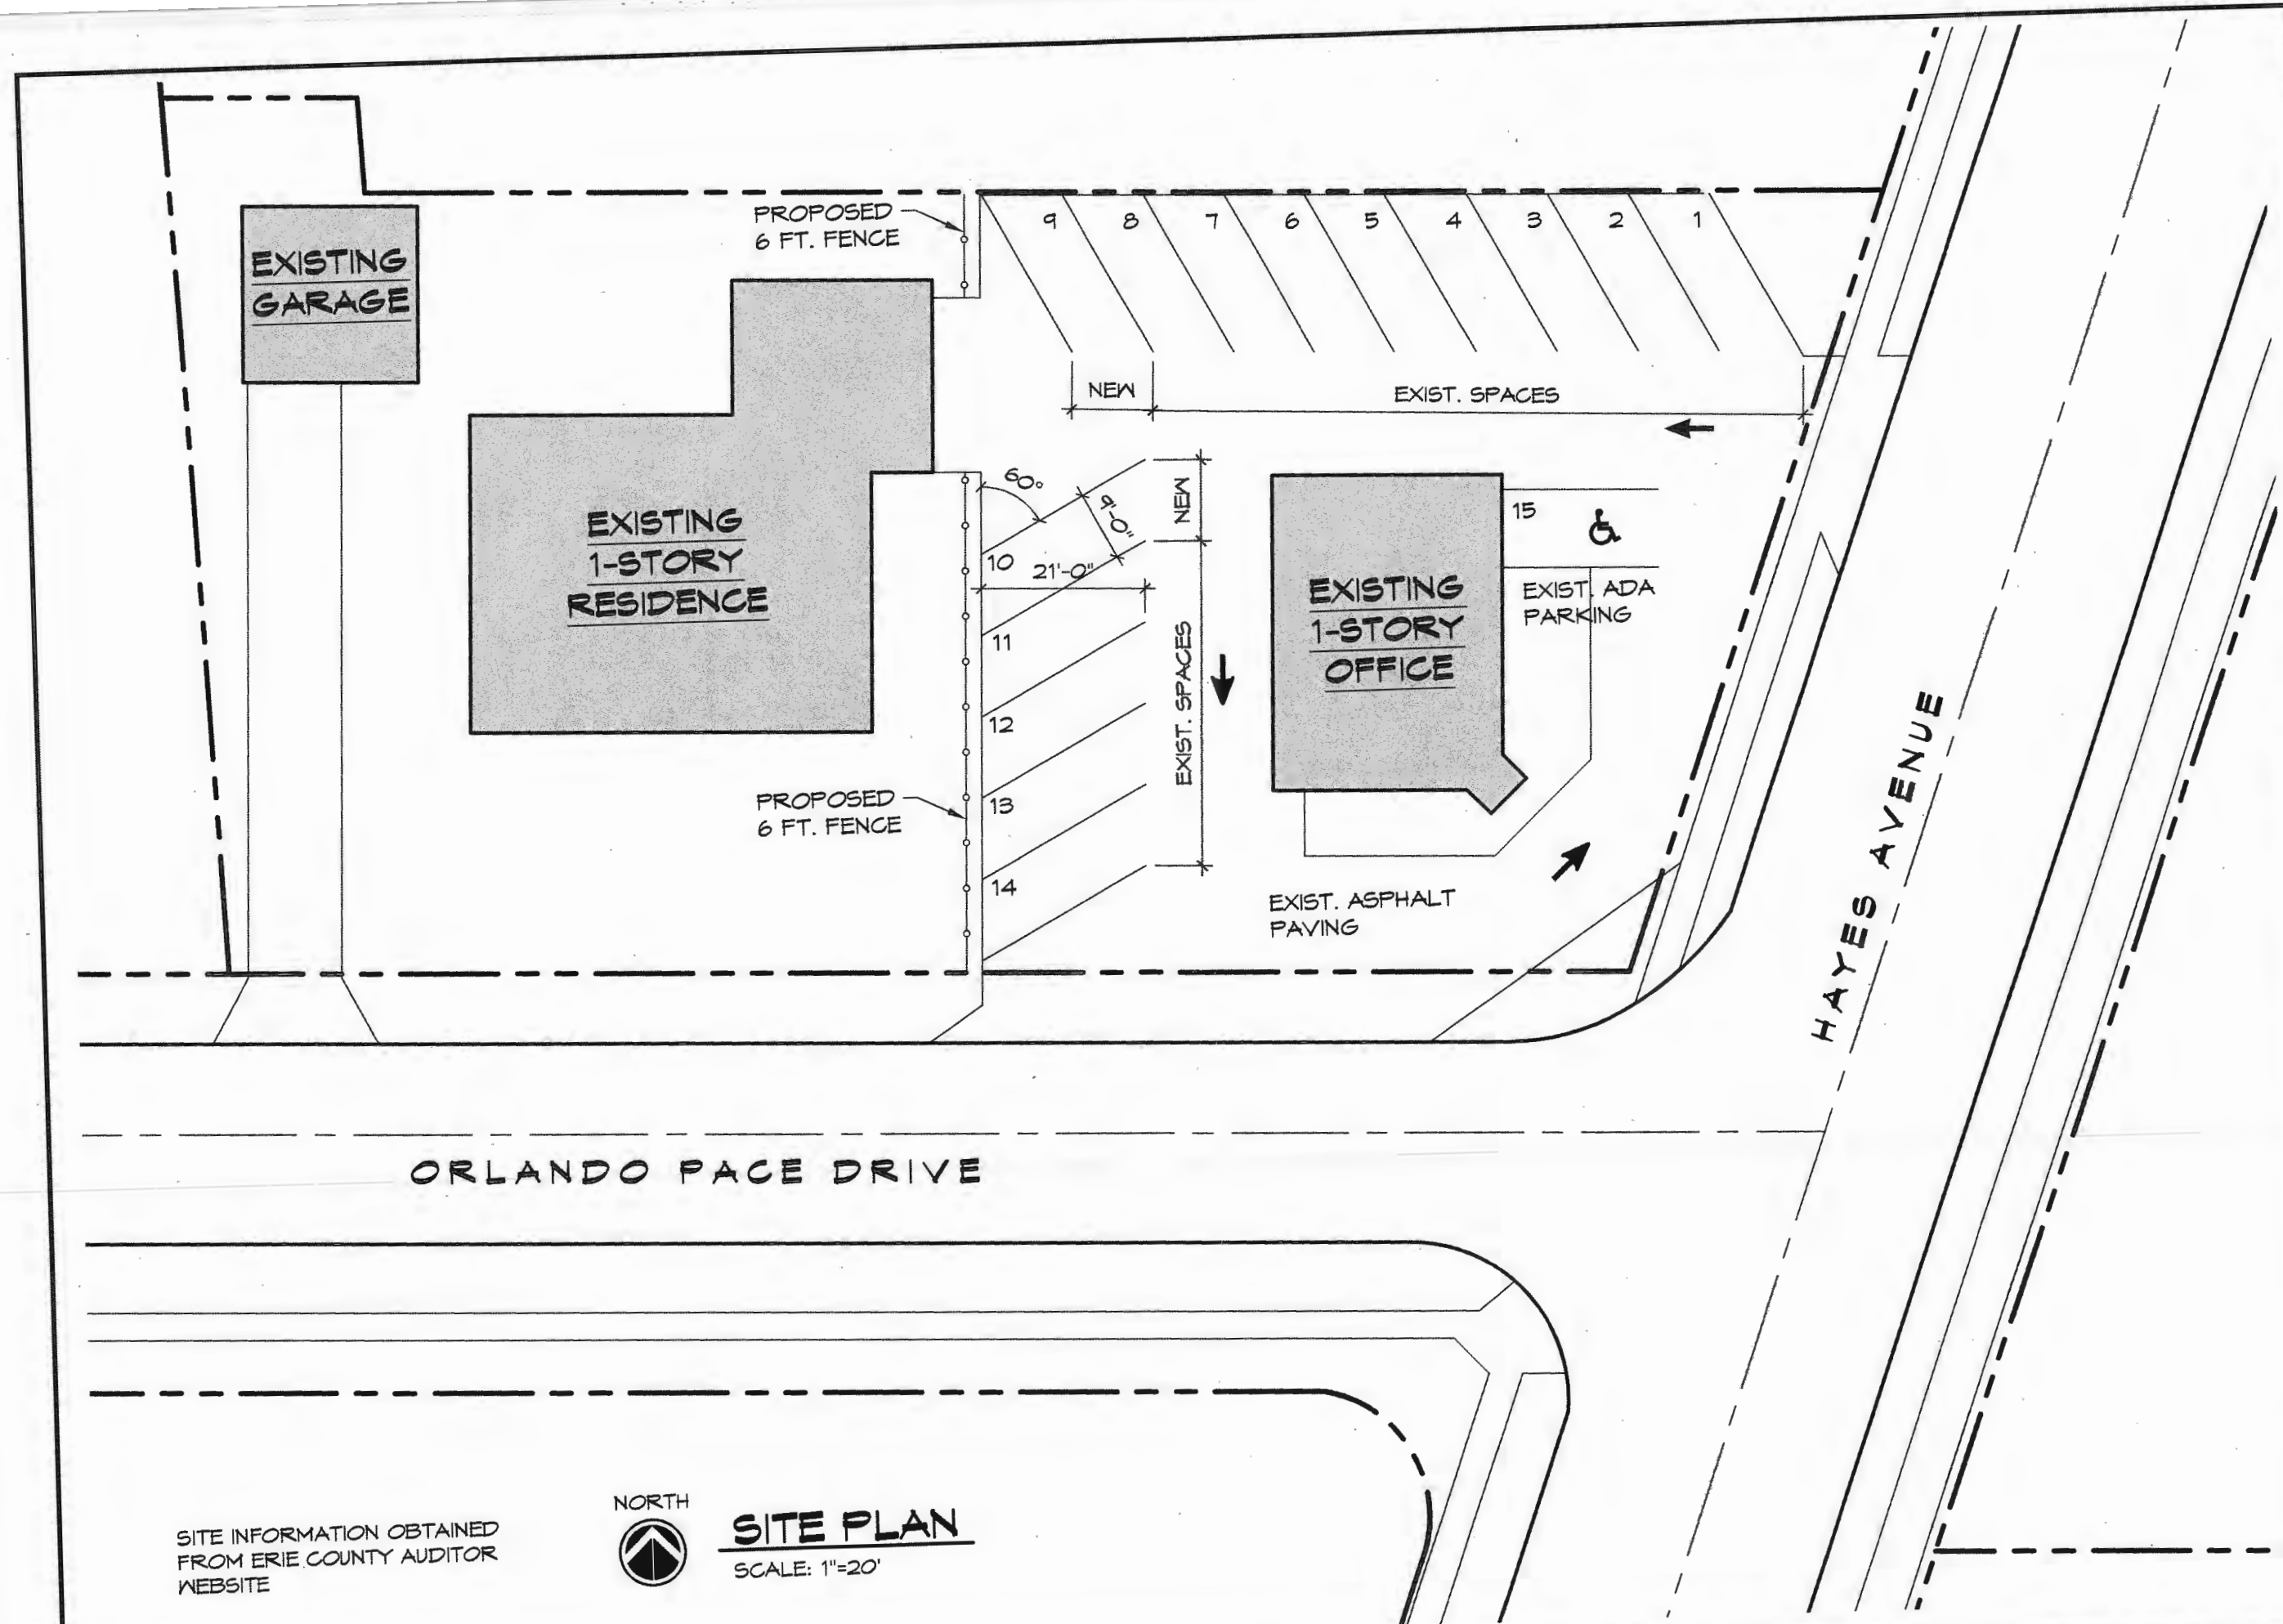 PROPOSED
6 FT. FENCE
9 8 7 6 5 4 3 2 1
EXISTING
GARAGE
NEW
EXIST. SPACES
EXISTING
1-STORY
RESIDENCE
60°
9'-0"
10
21'-0"
11
12
13
14
NEW
EXIST. SPACES
EXISTING
1-STORY
OFFICE
15
EXIST. ADA
PARKING
PROPOSED
6 FT. FENCE
EXIST. ASPHALT
PAVING
HAYES AVENUE
ORLANDO PACE DRIVE
SITE INFORMATION OBTAINED
FROM ERIE COUNTY AUDITOR
WEBSITE
NORTH
SITE PLAN
SCALE: 1"=20'